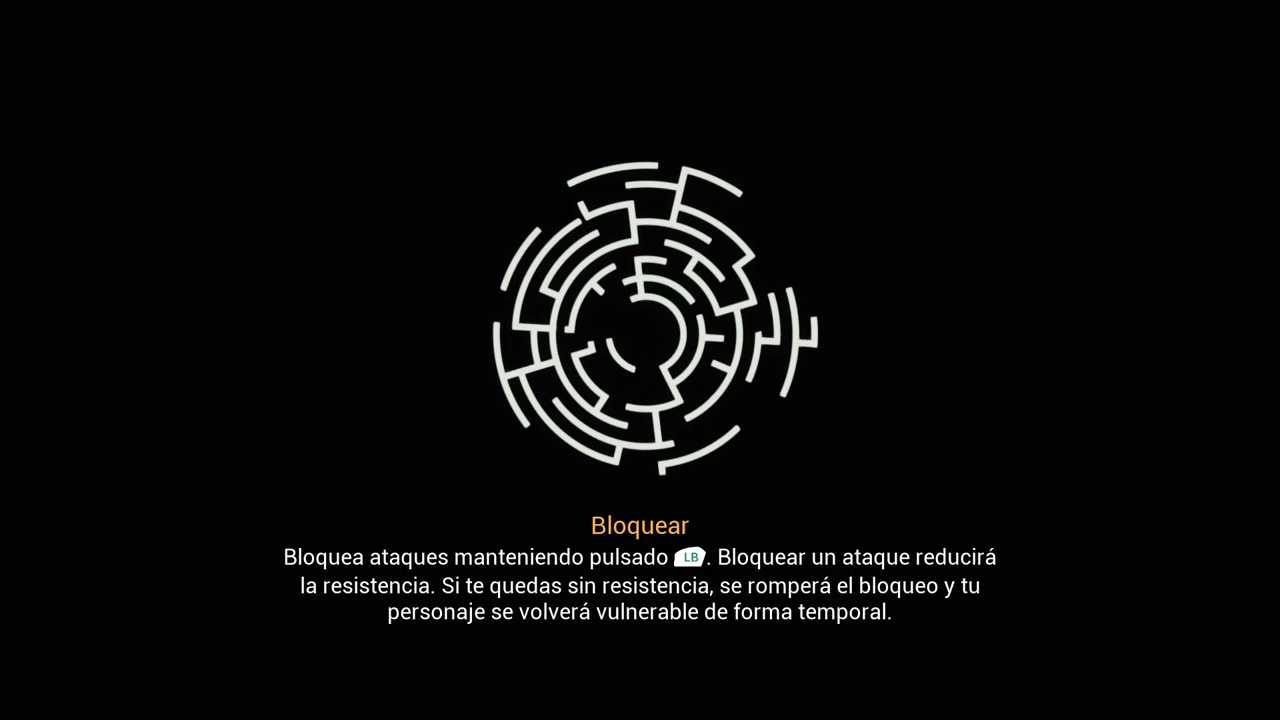 Bloquear
Bloquea ataques manteniendo pulsado LB. Bloquear un ataque reducirá
la resistencia. Si te quedas sin resistencia, se romperá el bloqueo y tu
personaje se volverá vulnerable de forma temporal.